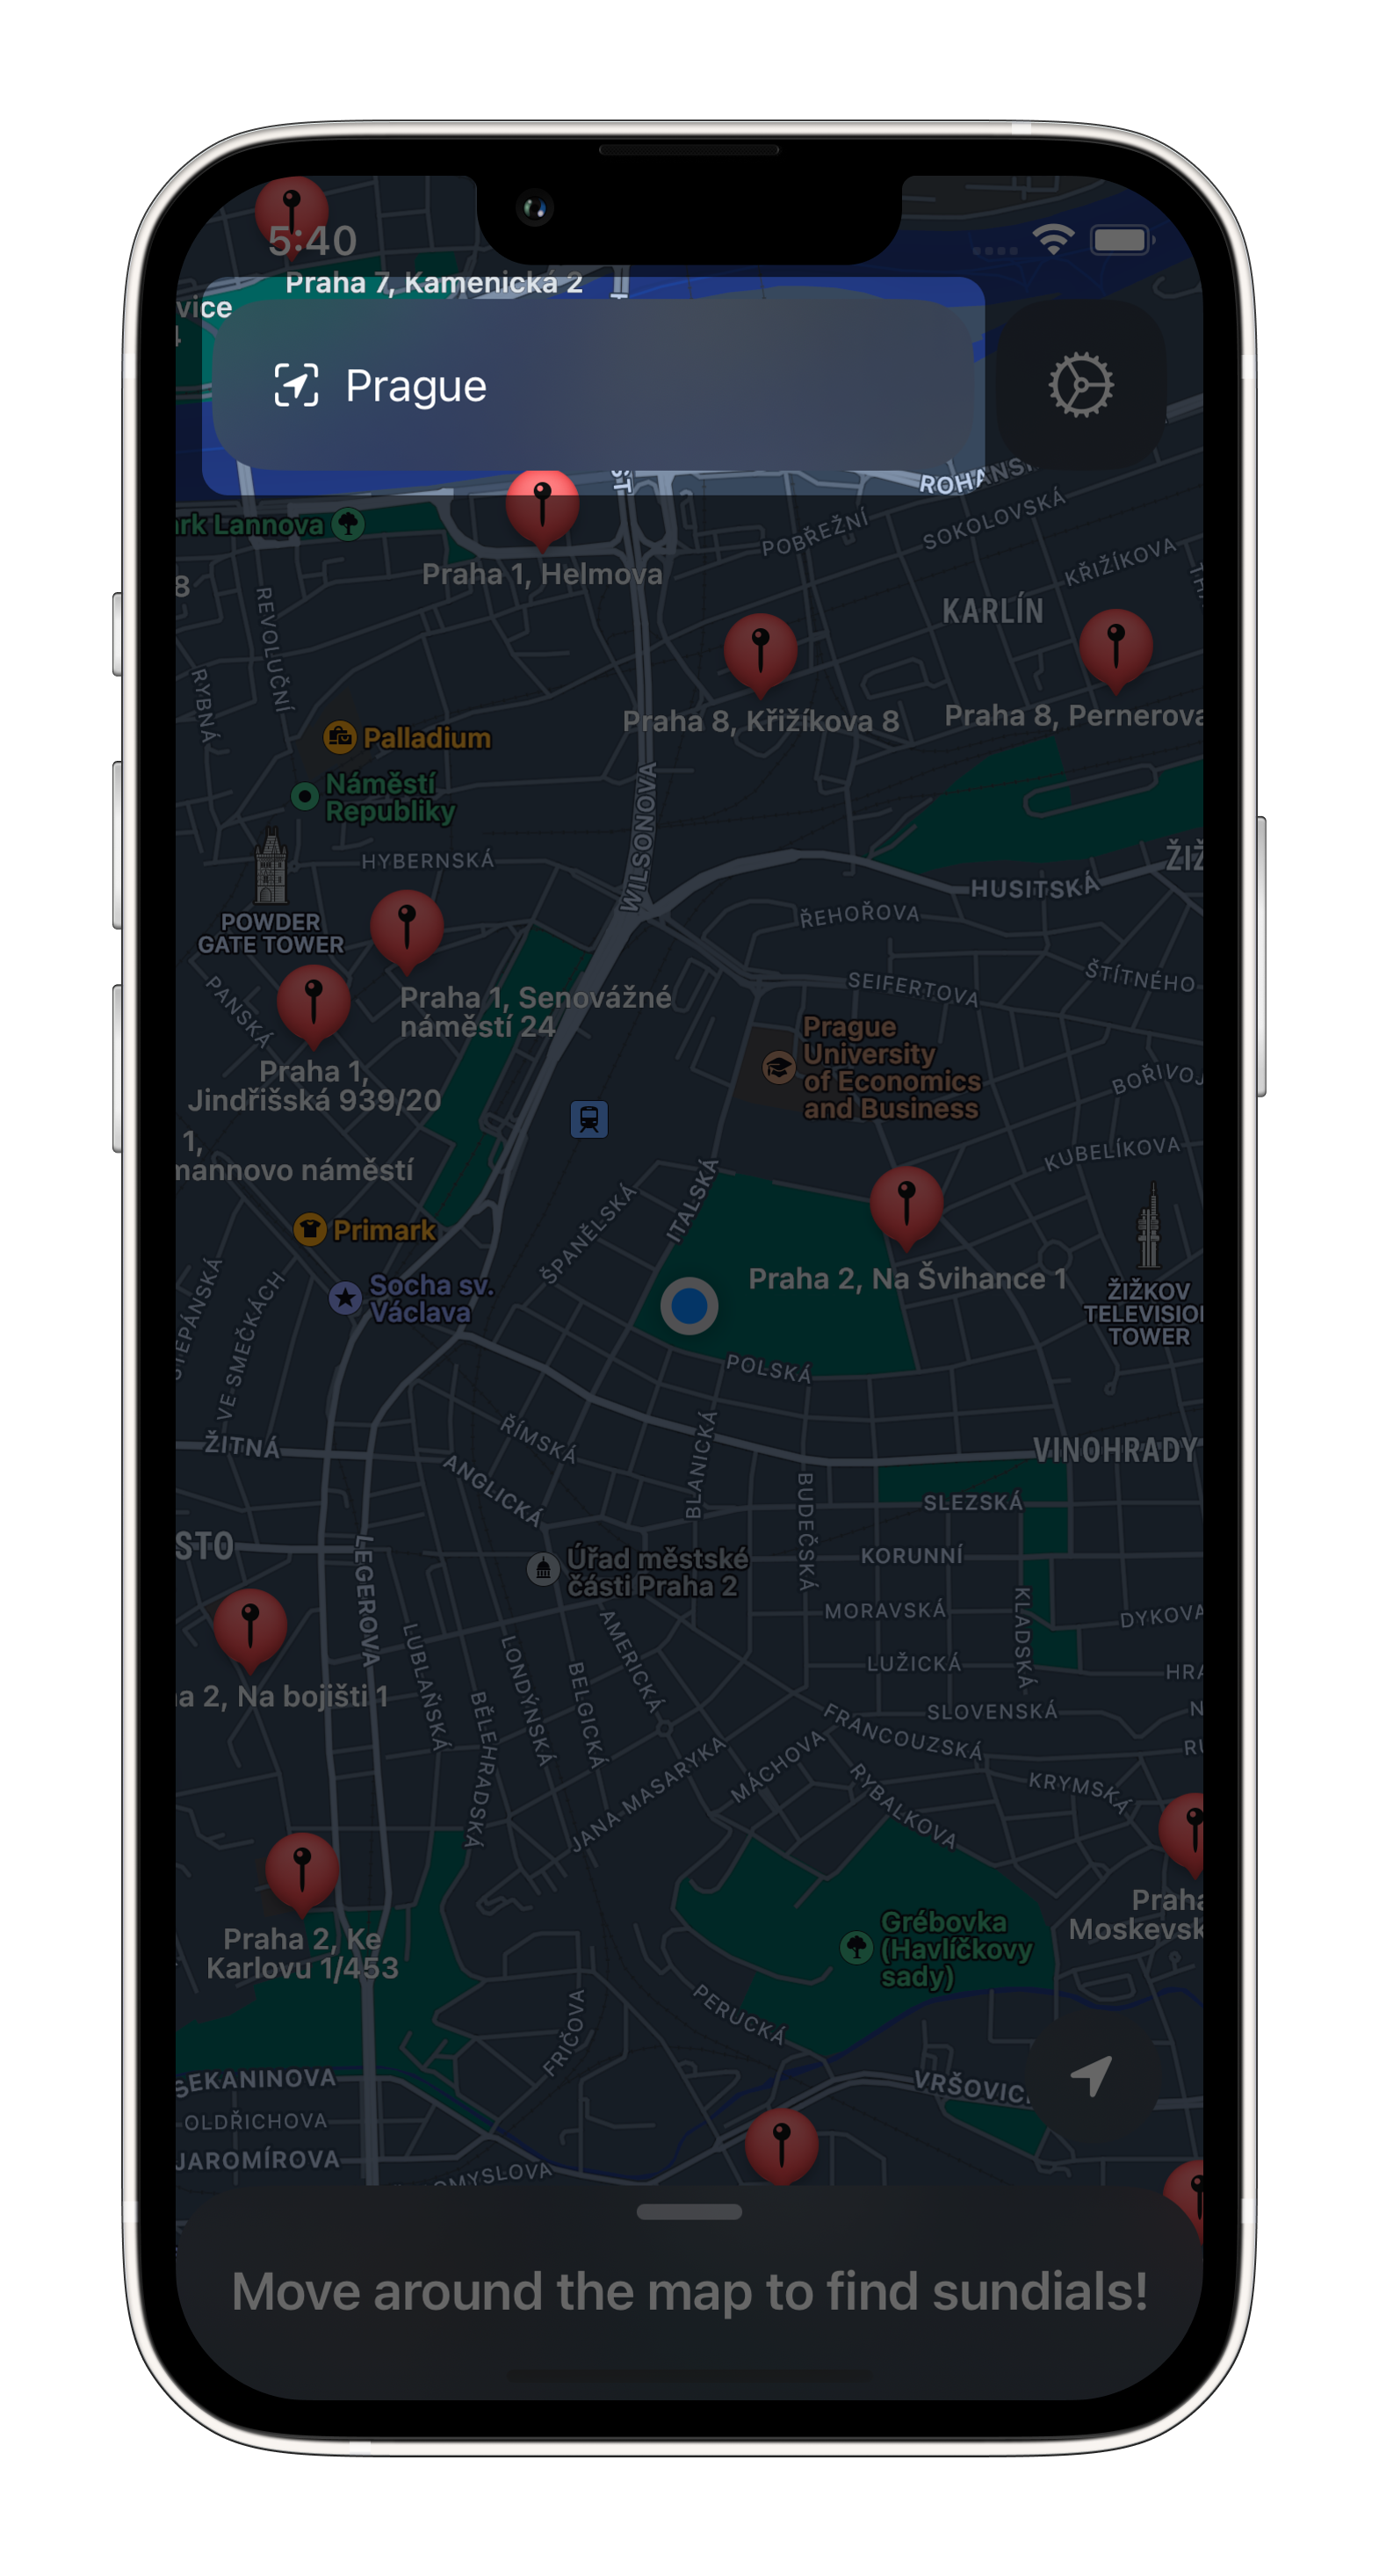 5:40
Praha 7, Kamenická 2
vice
4
Prague
ROHANSK
ST
rk Lannova
Praha 1, Helmova
POBŘEŽNÍ
SOKOLOVSKÁ
KŘIŽÍKOVA
8
REVOLUČNÍ
RYBNÁ
KARLÍN
Praha 8, Křižíkova 8
Praha 8, Pernerova
Palladium
Náměstí
Republiky
WILSONOVA
HYBERNSKÁ
HUSITSKÁ
ŽIŽ
POWDER
GATE TOWER
ŘEHOŘOVA
SEIFERTOVA
ŠTÍTNÉHO
PANSKÁ
Praha 1, Senovážné
náměstí 24
Prague
University
of Economics
and Business
Praha 1,
Jindřišská 939/20
BOŘIVOJ
1,
mannovo náměstí
KUBELÍKOVA
ITALSKÁ
ŠPANĚLSKÁ
Primark
Socha sv.
Václava
Praha 2, Na Švihance 1
ŽIŽKOV
TELEVISION
TOWER
ŠTĚPÁNSKÁ
VE SMEČKÁCH
POLSKÁ
ŽITNÁ
ŘÍMSKÁ
ANGLICKÁ
BLANICKÁ
BUDEČSKÁ
VINOHRADY
SLEZSKÁ
STO
LEGEROVA
Úřad městské
části Praha 2
KORUNNÍ
MORAVSKÁ
KLADSKÁ
DYKOVA
LUŽICKÁ
HRA
a 2, Na bojišti 1
LUBLAŇSKÁ
LONDÝNSKÁ
BELGICKÁ
AMERICKÁ
BĚLEHRADSKÁ
SLOVENSKÁ
N
FRANCOUZSKÁ
RU
JANA MASARYKA
MÁCHOVA
RYBALKOVA
KRYMSKÁ
Praha
Moskevsk
Praha 2, Ke
Karlovu 1/453
Grébovka
(Havlíčkovy
sady)
FRIČOVA
PERUCKÁ
SEKANINOVA
VRŠOVIC
OLDŘICHOVA
JAROMÍROVA
OMYSLOVA
Move around the map to find sundials!